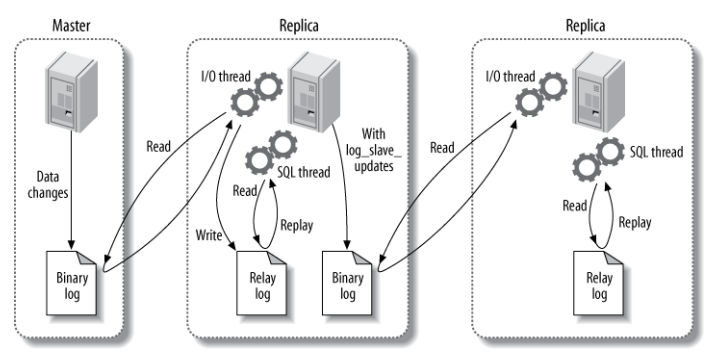 Master
Replica
Replica
I/O thread
I/O thread
Read
With
log_slave_
updates
Read
SQL thread
SQL thread
Data
changes
Read
Read
Replay
Replay
Write
Binary
log
Relay
log
Binary
log
Relay
log